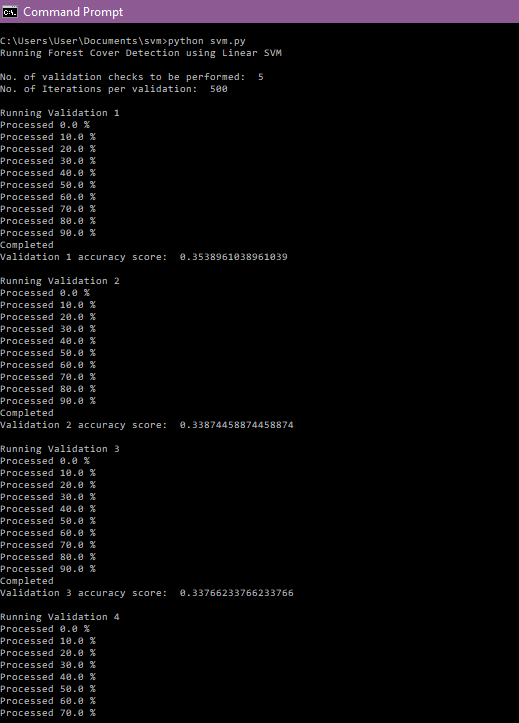 Command Prompt
C:\Users\User\Documents\svm>python svm.py
Running Forest Cover Detection using Linear SVM
No. of validation checks to be performed:  5
No. of Iterations per validation:  500
Running Validation 1
Processed 0.0 %
Processed 10.0 %
Processed 20.0 %
Processed 30.0 %
Processed 40.0 %
Processed 50.0 %
Processed 60.0 %
Processed 70.0 %
Processed 80.0 %
Processed 90.0 %
Completed
Validation 1 accuracy score:  0.3538961038961039
Running Validation 2
Processed 0.0 %
Processed 10.0 %
Processed 20.0 %
Processed 30.0 %
Processed 40.0 %
Processed 50.0 %
Processed 60.0 %
Processed 70.0 %
Processed 80.0 %
Processed 90.0 %
Completed
Validation 2 accuracy score:  0.33874458874458874
Running Validation 3
Processed 0.0 %
Processed 10.0 %
Processed 20.0 %
Processed 30.0 %
Processed 40.0 %
Processed 50.0 %
Processed 60.0 %
Processed 70.0 %
Processed 80.0 %
Processed 90.0 %
Completed
Validation 3 accuracy score:  0.33766233766233766
Running Validation 4
Processed 0.0 %
Processed 10.0 %
Processed 20.0 %
Processed 30.0 %
Processed 40.0 %
Processed 50.0 %
Processed 60.0 %
Processed 70.0 %